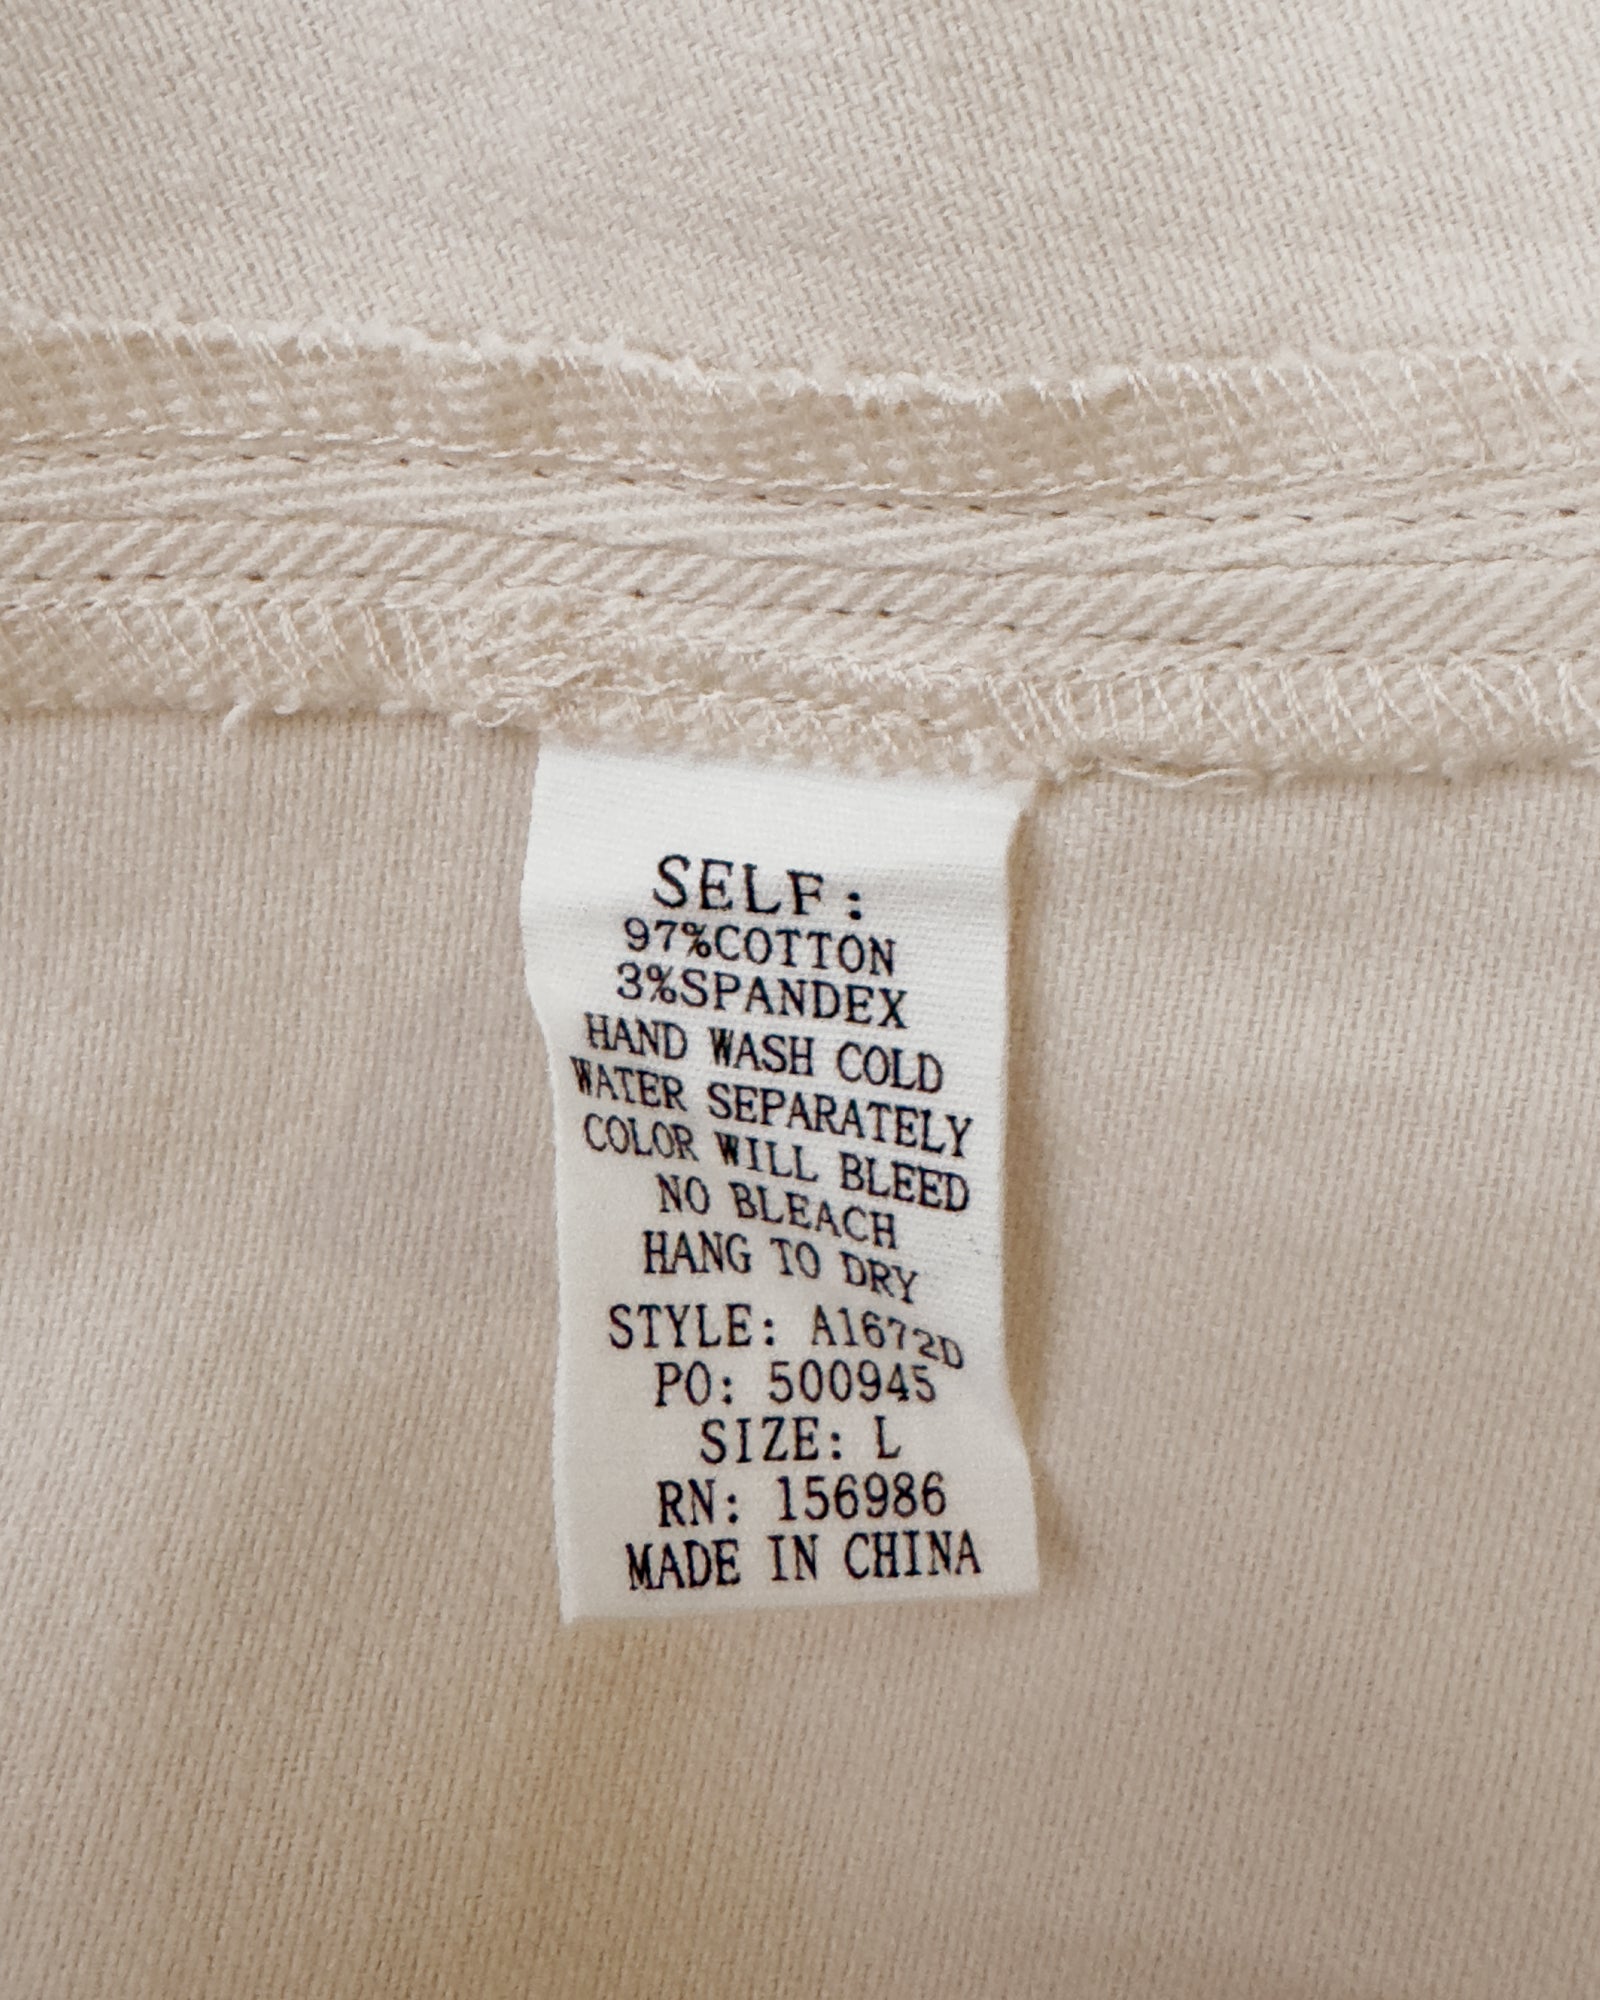 SELF:
97%COTTON
3%SPANDEX
HAND WASH COLD
WATER SEPARATELY
COLOR WILL BLEED
NO BLEACH
HANG TO DRY
STYLE: A1672D
PO: 500945
SIZE: L
RN: 156986
MADE IN CHINA